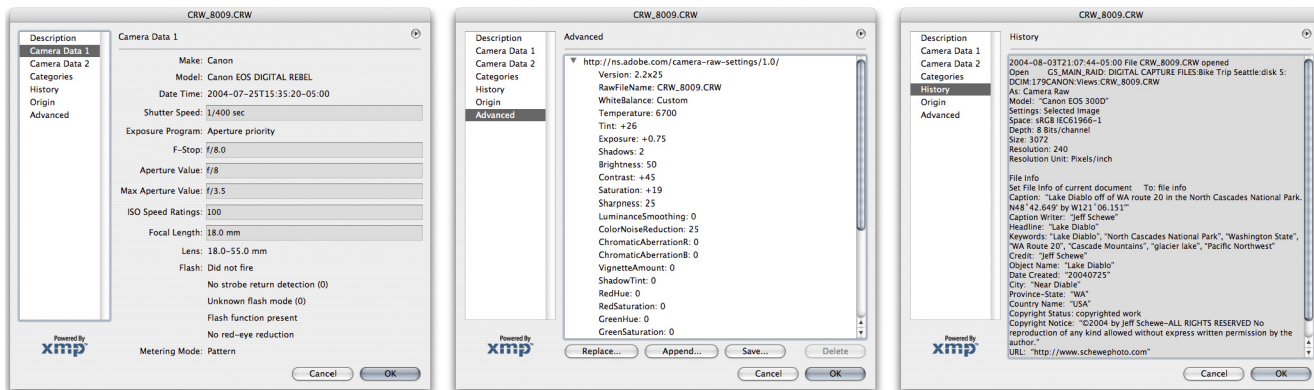 CRW_8009.CRW
Description
Camera Data 1
Camera Data 2
Categories
History
Origin
Advanced
Powered By
xmp
Camera Data 1
Make: Canon
Model: Canon EOS DIGITAL REBEL
Date Time: 2004-07-25T15:35:20-05:00
Shutter Speed: 1/400 sec
Exposure Program: Aperture priority
F-Stop: f/8.0
Aperture Value: f/8
Max Aperture Value: f/3.5
ISO Speed Ratings: 100
Focal Length: 18.0 mm
Lens: 18.0-55.0 mm
Flash: Did not fire
No strobe return detection (0)
Unknown flash mode (0)
Flash function present
No red-eye reduction
Metering Mode: Pattern
Cancel OK
CRW_8009.CRW
Description
Camera Data 1
Camera Data 2
Categories
History
Origin
Advanced
Powered By
xmp
Advanced
http://ns.adobe.com/camera-raw-settings/1.0/
Version: 2.2x25
RawFileName: CRW_8009.CRW
WhiteBalance: Custom
Temperature: 6700
Tint: +26
Exposure: +0.75
Shadows: 2
Brightness: 50
Contrast: +45
Saturation: +19
Sharpness: 25
LuminanceSmoothing: 0
ColorNoiseReduction: 25
ChromaticAberrationR: 0
ChromaticAberrationB: 0
VignetteAmount: 0
ShadowTint: 0
RedHue: 0
RedSaturation: 0
GreenHue: 0
GreenSaturation: 0
Replace... Append... Save... Delete
Cancel OK
CRW_8009.CRW
Description
Camera Data 1
Camera Data 2
Categories
History
Origin
Advanced
Powered By
xmp
History
2004-08-03T21:07:44-05:00 File CRW_8009.CRW opened
Open G5_MAIN_RAID: DIGITAL CAPTURE FILES:Bike Trip Seattle:disk 5:
DCIM:179CANON:Views:CRW_8009.CRW
As: Camera Raw
Model: "Canon EOS 300D"
Settings: Selected Image
Space: sRGB IEC61966-1
Depth: 8 Bits/channel
Size: 3072
Resolution: 240
Resolution Unit: Pixels/inch
File Info
Set File Info of current document To: file info
Caption: "Lake Diablo off of WA route 20 in the North Cascades National Park.
N48˚42.649' by W121˚06.151'"
Caption Writer: "Jeff Schewe"
Headline: "Lake Diablo"
Keywords: "Lake Diablo", "North Cascades National Park", "Washington State",
"WA Route 20", "Cascade Mountains", "glacier lake", "Pacific Northwest"
Credit: "Jeff Schewe"
Object Name: "Lake Diablo"
Date Created: "20040725"
City: "Near Diable"
Province-State: "WA"
Country Name: "USA"
Copyright Status: copyrighted work
Copyright Notice: "©2004 by Jeff Schewe-ALL RIGHTS RESERVED No
reproduction of any kind allowed without express written permission by the
author."
URL: "http://www.schewephoto.com"
Cancel OK